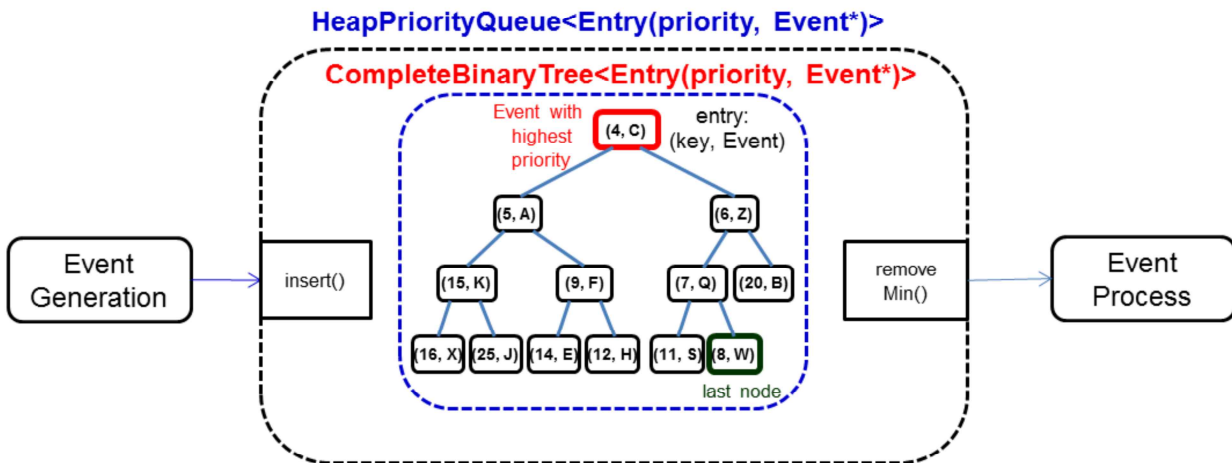 HeapPriorityQueue<Entry(priority, Event*)>
CompleteBinaryTree<Entry(priority, Event*)>
Event with
highest
priority
(4, C)
entry:
(key, Event)
(5, A)
(6, Z)
Event
Generation
insert()
(15, K)
(9, F)
(7, Q)
(20, B)
remove
Min()
Event
Process
(16, X)
(25, J)
(14, E)
(12, H)
(11, S)
(8, W)
last node